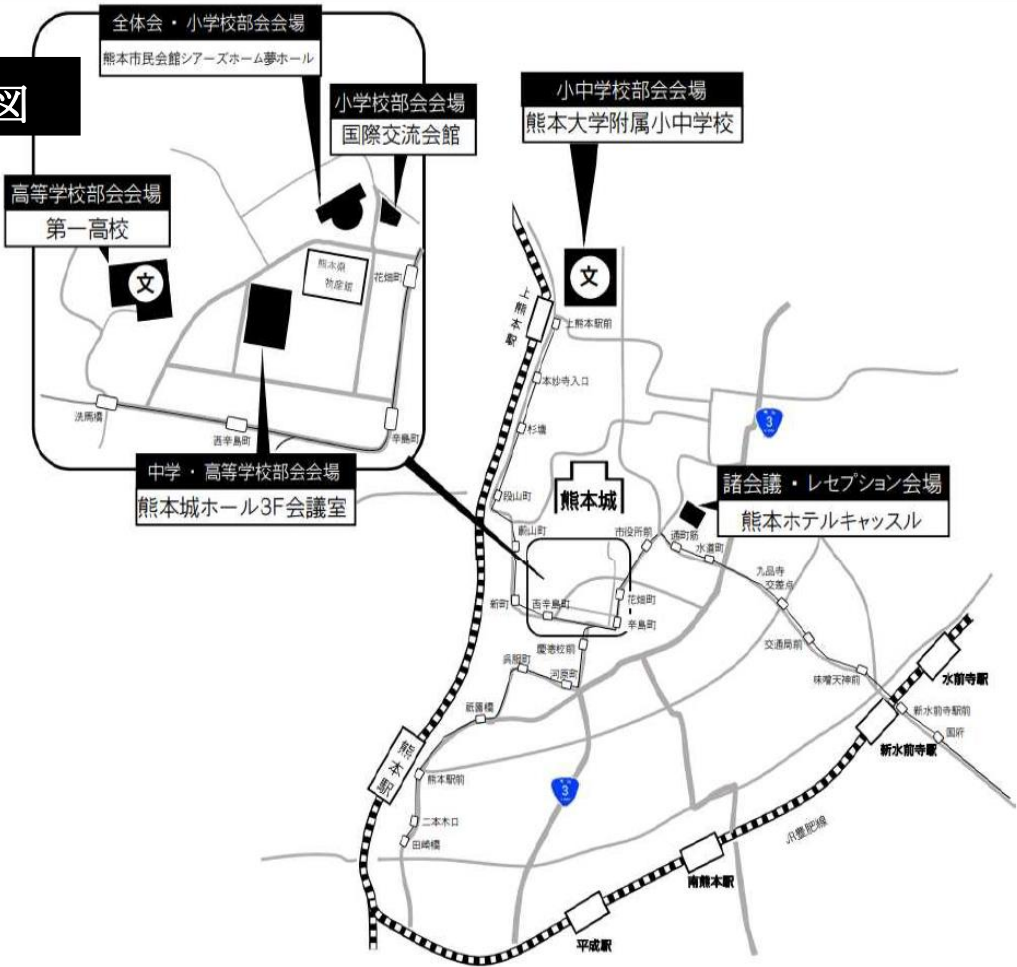 図
全体会・小学校部会会場
熊本市民会館シアーズホーム夢ホール
小学校部会会場
国際交流会館
小中学校部会会場
熊本大学附属小中学校
高等学校部会会場
第一高校
文
熊本県
物産館
花畑町
洗馬橋
西辛島町
辛島町
中学・高等学校部会会場
熊本城ホール3F会議室
文
上熊本駅
上熊本駅前
本妙寺入口
杉塘
段山町
蔚山町
新町
西辛島町
熊本城
市役所前
通町筋
水道町
3
諸会議・レセプション会場
熊本ホテルキャッスル
九品寺
交差点
交通局前
味噌天神前
花畑町
辛島町
慶徳校前
呉服町
河原町
祇園橋
熊本駅
熊本駅前
二本木口
田崎橋
3
水前寺駅
新水前寺駅前
国府
新水前寺駅
JR豊肥線
南熊本駅
平成駅